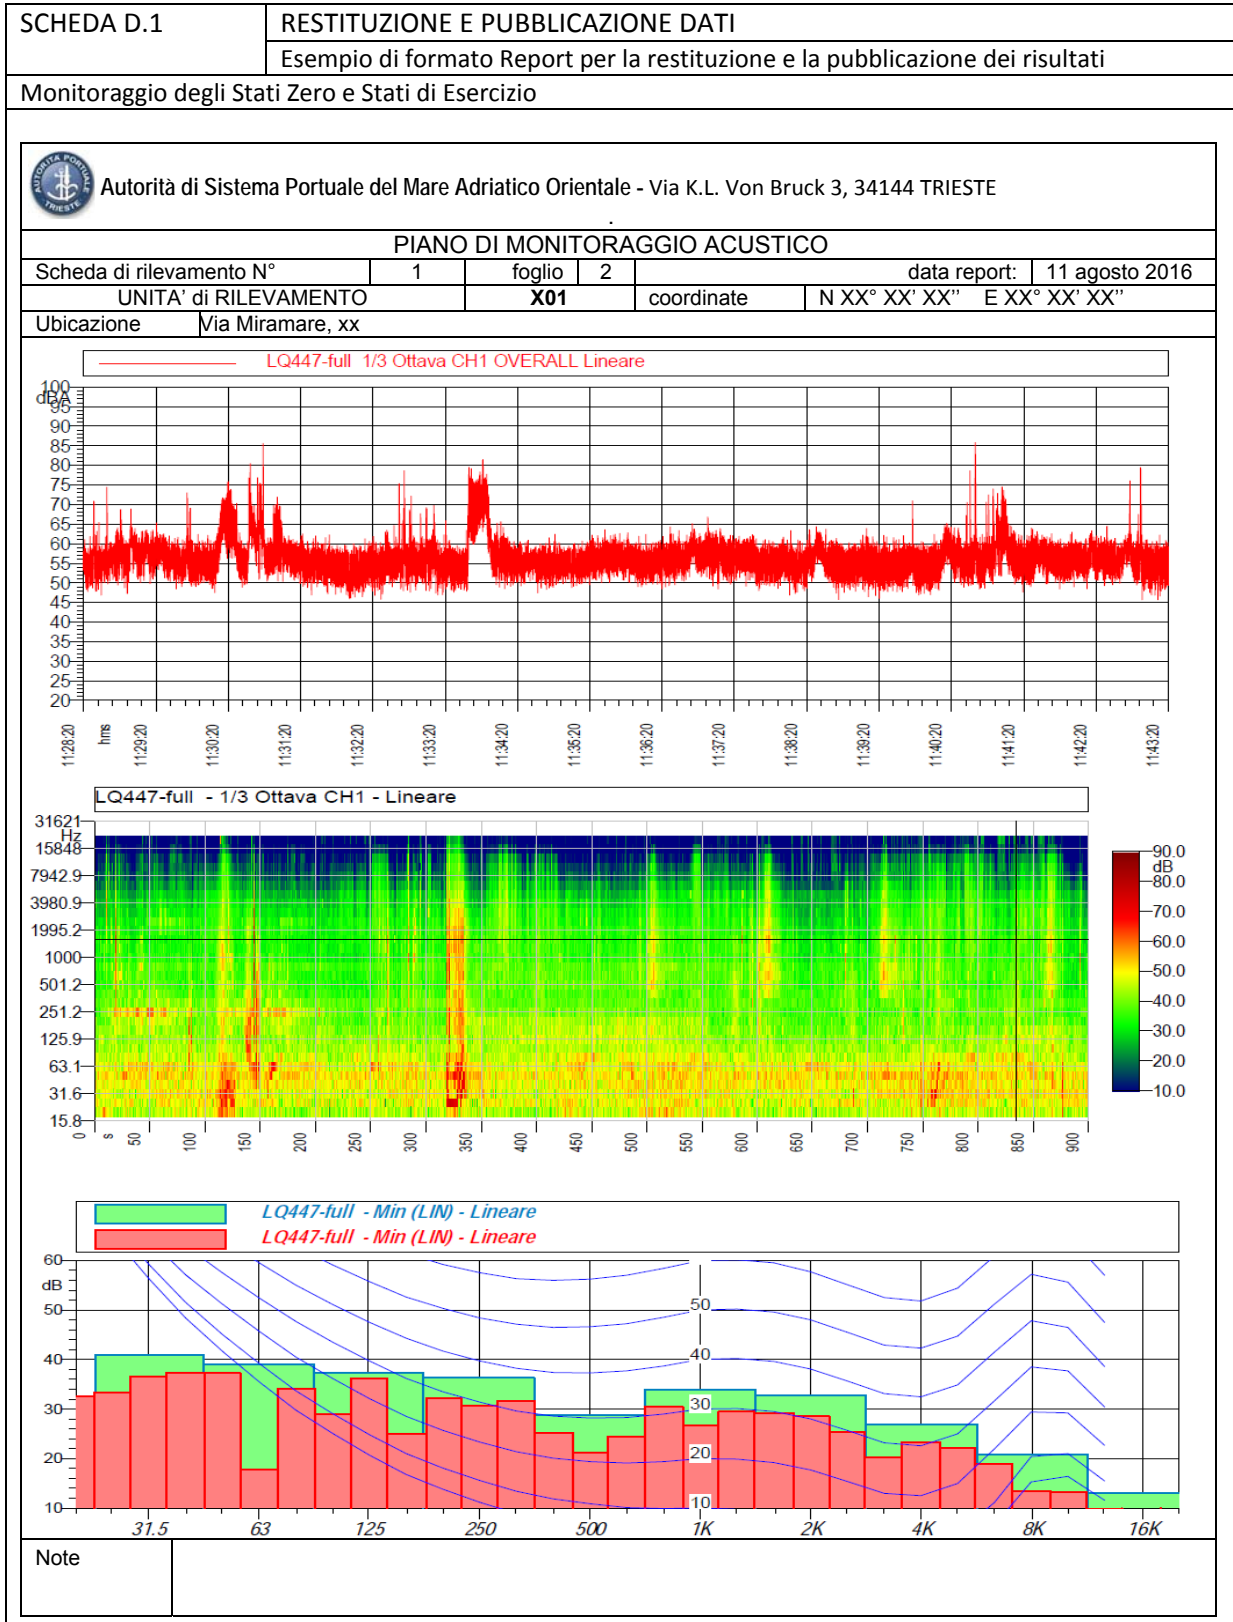 SCHEDA D.1
RESTITUZIONE E PUBBLICAZIONE DATI
Esempio di formato Report per la restituzione e la pubblicazione dei risultati
Monitoraggio degli Stati Zero e Stati di Esercizio
AUTORITA' PORTUALE TRIESTE
Autorità di Sistema Portuale del Mare Adriatico Orientale - Via K.L. Von Bruck 3, 34144 TRIESTE
.
PIANO DI MONITORAGGIO ACUSTICO
Scheda di rilevamento N° 1 foglio 2 data report: 11 agosto 2016
UNITA' di RILEVAMENTO X01 coordinate N XX° XX' XX'' E XX° XX' XX''
Ubicazione Via Miramare, xx
LQ447-full 1/3 Ottava CH1 OVERALL Lineare
100
dBA
95
90
85
80
75
70
65
60
55
50
45
40
35
30
25
20
11:28:20 hms 11:29:20 11:30:20 11:31:20 11:32:20 11:33:20 11:34:20 11:35:20 11:36:20 11:37:20 11:38:20 11:39:20 11:40:20 11:41:20 11:42:20 11:43:20
LQ447-full - 1/3 Ottava CH1 - Lineare
31621
Hz
15848
7942.9
3980.9
1995.2
1000
501.2
251.2
125.9
63.1
31.6
15.8
0 s 50 100 150 200 250 300 350 400 450 500 550 600 650 700 750 800 850 900
90.0
dB
80.0
70.0
60.0
50.0
40.0
30.0
20.0
10.0
LQ447-full - Min (LIN) - Lineare
LQ447-full - Min (LIN) - Lineare
60
dB
50
40
30
20
10
50
40
30
20
10
31.5 63 125 250 500 1K 2K 4K 8K 16K
Note